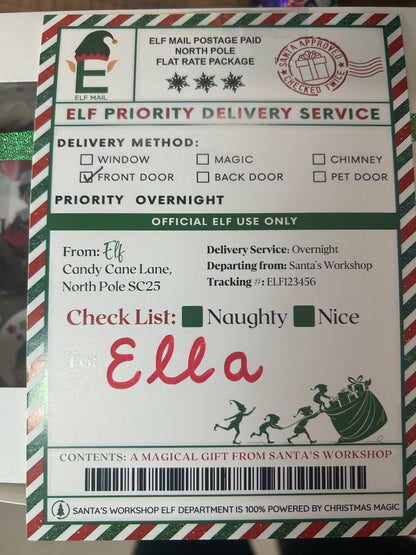 ELF MAIL POSTAGE PAID
NORTH POLE
FLAT RATE PACKAGE
SANTA APPROVED
CHECKED TWICE
E
ELF MAIL
ELF PRIORITY DELIVERY SERVICE
DELIVERY METHOD:
WINDOW MAGIC CHIMNEY
FRONT DOOR BACK DOOR PET DOOR
PRIORITY OVERNIGHT
OFFICIAL ELF USE ONLY
From: Elf
Candy Cane Lane,
North Pole SC25
Delivery Service: Overnight
Departing from: Santa's Workshop
Tracking #: ELF123456
Check List: Naughty Nice
To:
Ella
CONTENTS: A MAGICAL GIFT FROM SANTA'S WORKSHOP
SANTA'S WORKSHOP ELF DEPARTMENT IS 100% POWERED BY CHRISTMAS MAGIC